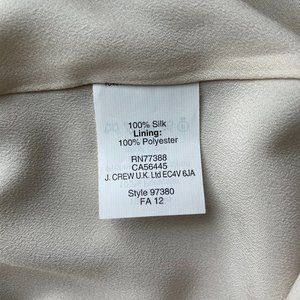 100% Silk
Lining:
100% Polyester
RN77388
CA56445
J. CREW U.K. Ltd EC4V 6JA
Style 97380
FA 12